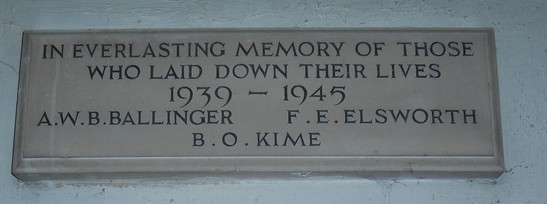 IN EVERLASTING MEMORY OF THOSE
WHO LAID DOWN THEIR LIVES
1939 – 1945
A.W.B.BALLINGER F.E.ELSWORTH
B.O.KIME